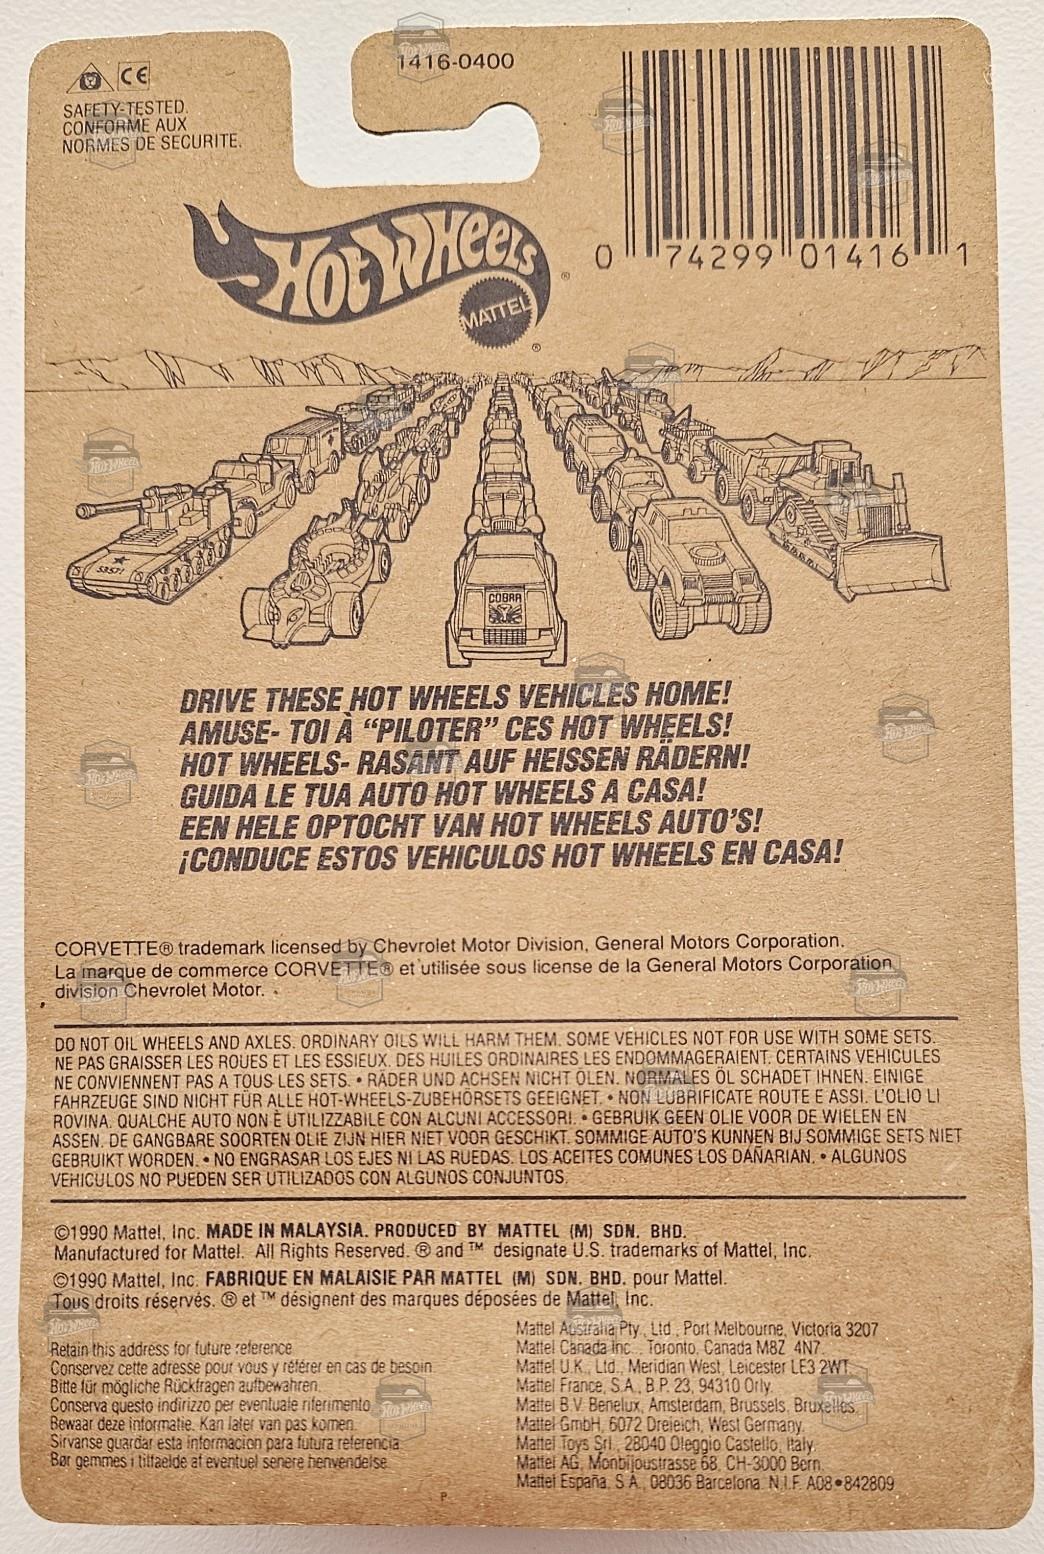 1416-0400
CE
SAFETY-TESTED.
CONFORME AUX
NORMES DE SECURITE.
0 74299 01416 1
HOT WHEELS ®
MATTEL ®
53571
COBRA
DRIVE THESE HOT WHEELS VEHICLES HOME!
AMUSE- TOI À “PILOTER” CES HOT WHEELS!
HOT WHEELS- RASANT AUF HEISSEN RÄDERN!
GUIDA LE TUA AUTO HOT WHEELS A CASA!
EEN HELE OPTOCHT VAN HOT WHEELS AUTO'S!
¡CONDUCE ESTOS VEHICULOS HOT WHEELS EN CASA!
CORVETTE® trademark licensed by Chevrolet Motor Division, General Motors Corporation.
La marque de commerce CORVETTE® et utilisée sous license de la General Motors Corporation
division Chevrolet Motor.
DO NOT OIL WHEELS AND AXLES. ORDINARY OILS WILL HARM THEM. SOME VEHICLES NOT FOR USE WITH SOME SETS.
NE PAS GRAISSER LES ROUES ET LES ESSIEUX. DES HUILES ORDINAIRES LES ENDOMMAGERAIENT. CERTAINS VEHICULES
NE CONVIENNENT PAS A TOUS LES SETS. • RÄDER UND ACHSEN NICHT ÖLEN. NORMALES ÖL SCHADET IHNEN. EINIGE
FAHRZEUGE SIND NICHT FÜR ALLE HOT-WHEELS-ZUBEHÖRSETS GEEIGNET. • NON LUBRIFICATE ROUTE E ASSI. L'OLIO LI
ROVINA. QUALCHE AUTO NON È UTILIZZABILE CON ALCUNI ACCESSORI. • GEBRUIK GEEN OLIE VOOR DE WIELEN EN
ASSEN. DE GANGBARE SOORTEN OLIE ZIJN HIER NIET VOOR GESCHIKT. SOMMIGE AUTO'S KUNNEN BIJ SOMMIGE SETS NIET
GEBRUIKT WORDEN. • NO ENGRASAR LOS EJES NI LAS RUEDAS. LOS ACEITES COMUNES LOS DAÑARIAN. • ALGUNOS
VEHICULOS NO PUEDEN SER UTILIZADOS CON ALGUNOS CONJUNTOS.
©1990 Mattel, Inc. MADE IN MALAYSIA. PRODUCED BY MATTEL (M) SDN. BHD.
Manufactured for Mattel. All Rights Reserved. ® and ™ designate U.S. trademarks of Mattel, Inc.
©1990 Mattel, Inc. FABRIQUE EN MALAISIE PAR MATTEL (M) SDN. BHD. pour Mattel.
Tous droits réservés. ® et ™ désignent des marques déposées de Mattel, Inc.
Retain this address for future reference.
Conservez cette adresse pour vous y référer en cas de besoin.
Bitte für mögliche Rückfragen aufbewahren.
Conserva questo indirizzo per eventuale riferimento.
Bewaar deze informatie. Kan later van pas komen.
Sirvanse guardar esta informacion para futura referencia.
Bør gemmes i tilfaelde af eventuel senere henvendelse.
Mattel Australia Pty., Ltd., Port Melbourne, Victoria 3207
Mattel Canada Inc., Toronto, Canada M8Z 4N7.
Mattel U.K., Ltd., Meridian West, Leicester LE3 2WT.
Mattel France, S.A., B.P. 23, 94310 Orly.
Mattel B.V. Benelux, Amsterdam, Brussels, Bruxelles.
Mattel GmbH, 6072 Dreieich, West Germany.
Mattel Toys Srl., 28040 Oleggio Castello, Italy.
Mattel AG, Monbijoustrasse 68, CH-3000 Bern.
Mattel España, S.A., 08036 Barcelona. N.I.F. A08•842809
P